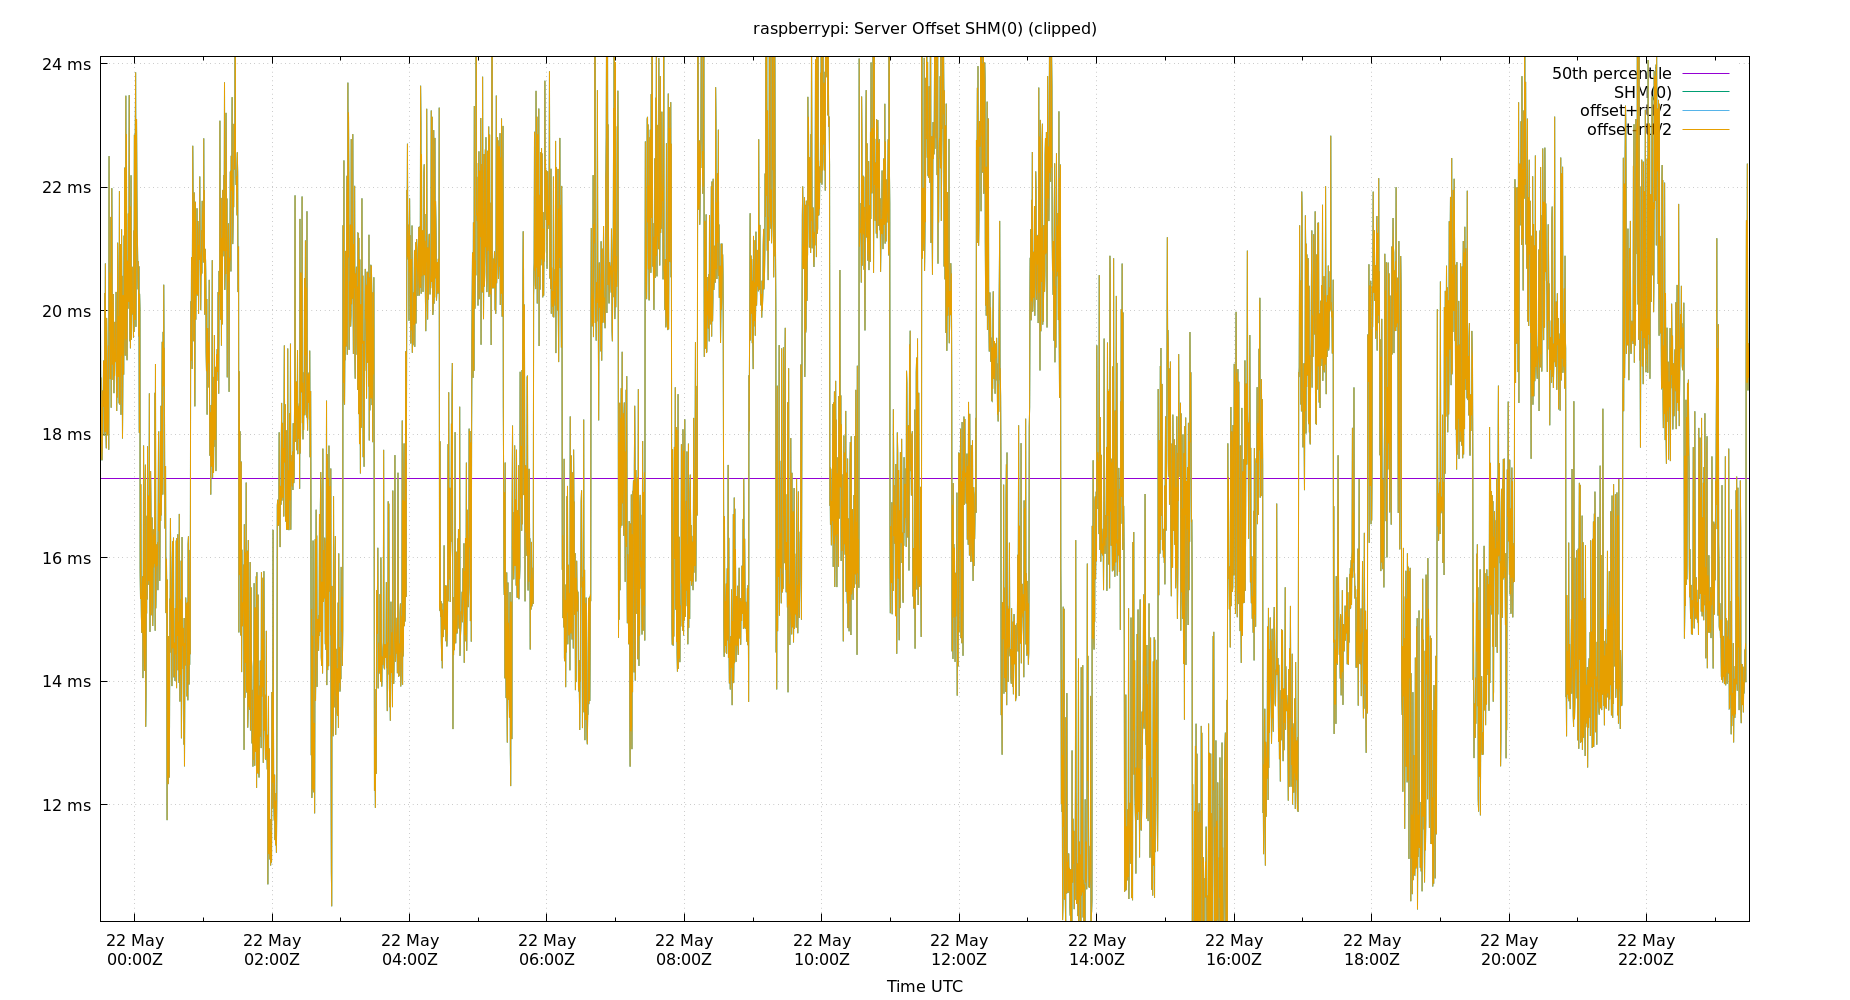 raspberrypi: Server Offset SHM(0) (clipped)
24 ms
22 ms
20 ms
18 ms
16 ms
14 ms
12 ms
50th percentile
SHM(0)
offset+rtt/2
offset-rtt/2
22 May 22 May 22 May 22 May 22 May 22 May 22 May 22 May 22 May 22 May 22 May 22 May
00:00Z 02:00Z 04:00Z 06:00Z 08:00Z 10:00Z 12:00Z 14:00Z 16:00Z 18:00Z 20:00Z 22:00Z
Time UTC